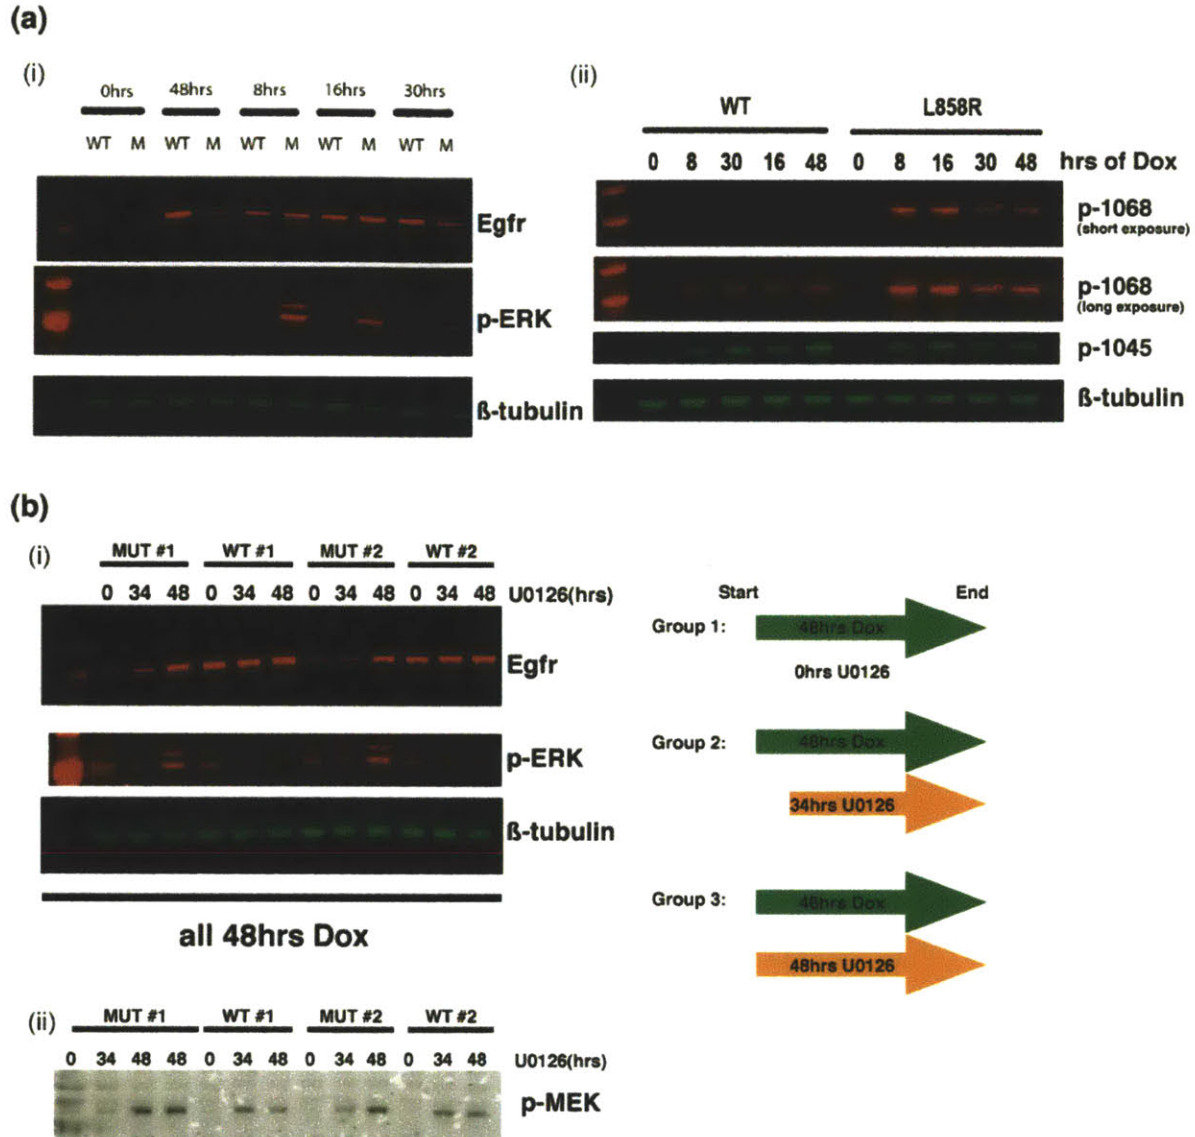 (a)
(i)
0hrs 48hrs 8hrs 16hrs 30hrs
WT M WT M WT M WT M WT M
Egfr
p-ERK
ß-tubulin
(ii)
WT L858R
0 8 30 16 48 0 8 16 30 48 hrs of Dox
p-1068
(short exposure)
p-1068
(long exposure)
p-1045
ß-tubulin
(b)
(i)
MUT #1 WT #1 MUT #2 WT #2
0 34 48 0 34 48 0 34 48 0 34 48 U0126(hrs)
Egfr
p-ERK
ß-tubulin
all 48hrs Dox
Start End
Group 1: 48hrs Dox
0hrs U0126
Group 2: 48hrs Dox
34hrs U0126
Group 3: 48hrs Dox
48hrs U0126
(ii)
MUT #1 WT #1 MUT #2 WT #2
0 34 48 48 0 34 48 0 34 48 0 34 48 U0126(hrs)
p-MEK